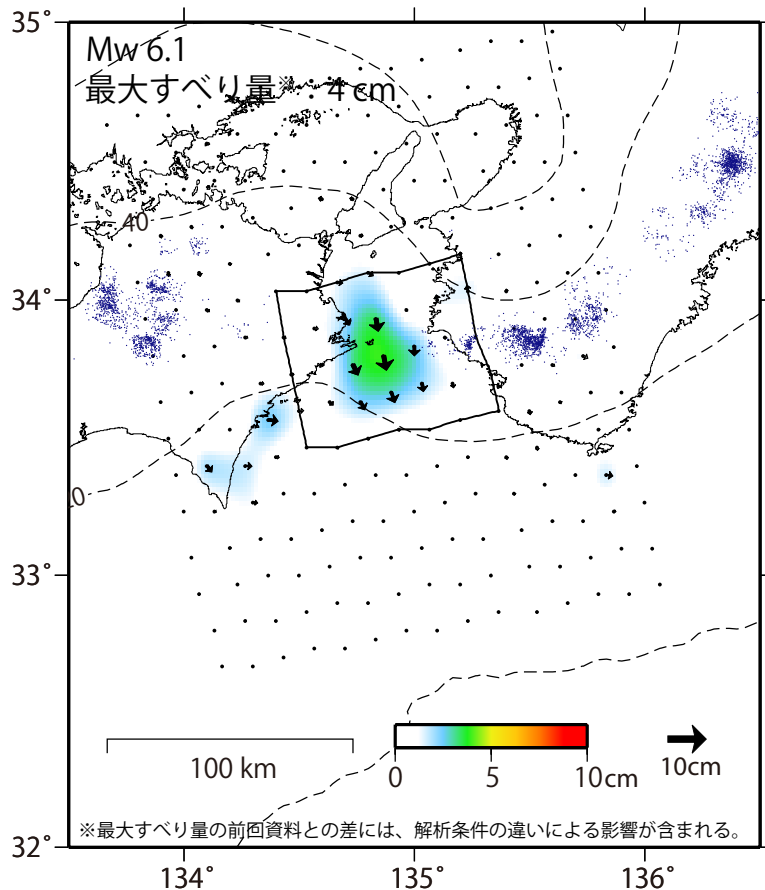 35°
Mw 6.1
最大すべり量※ 4 cm
40
34°
20
33°
100 km
0 5 10cm
10cm
※最大すべり量の前回資料との差には、解析条件の違いによる影響が含まれる。
32°
134° 135° 136°